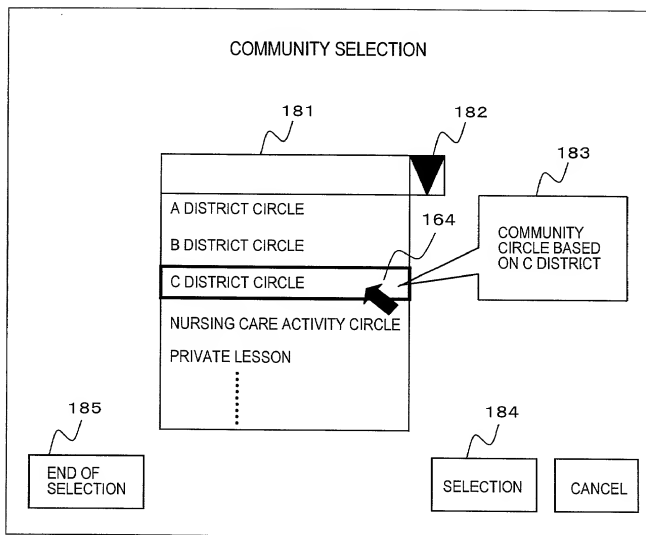 COMMUNITY SELECTION
181
182
183
A DISTRICT CIRCLE
164
B DISTRICT CIRCLE
COMMUNITY
CIRCLE BASED
ON C DISTRICT
C DISTRICT CIRCLE
NURSING CARE ACTIVITY CIRCLE
PRIVATE LESSON
185
184
END OF
SELECTION
SELECTION
CANCEL